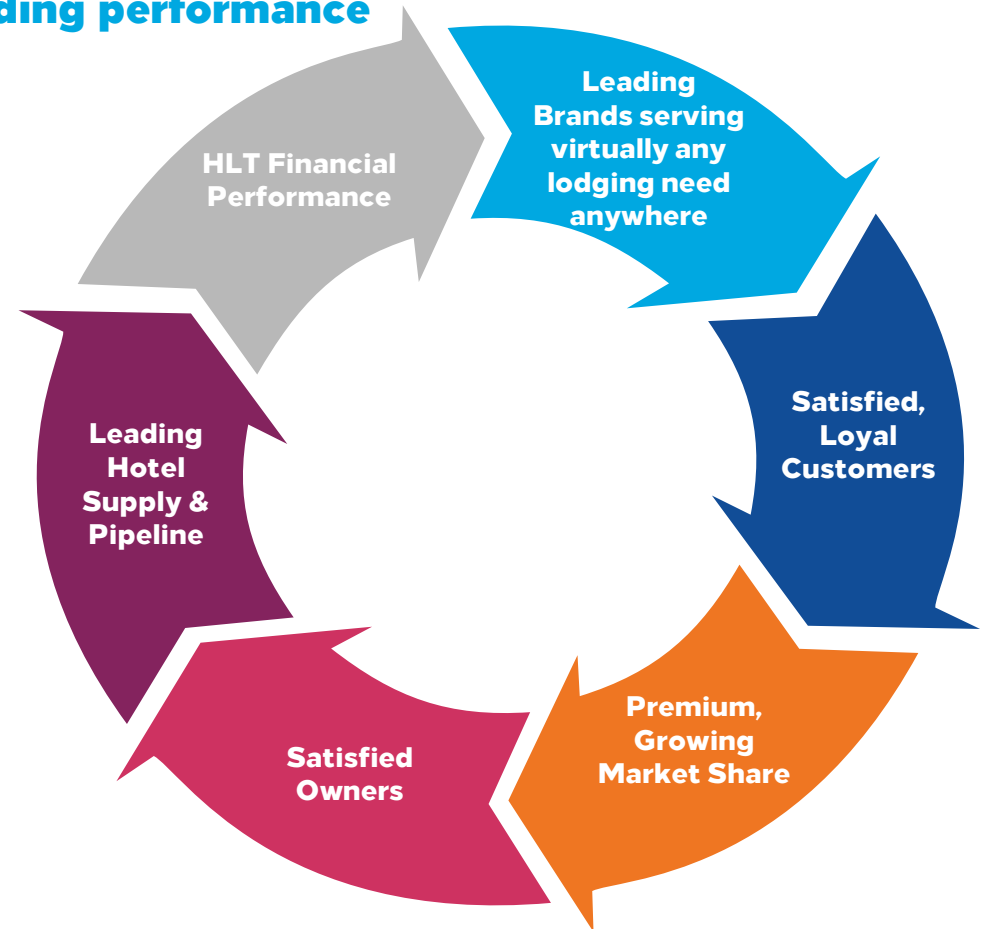 ding performance
HLT Financial
Performance
Leading
Brands serving
virtually any
lodging need
anywhere
Satisfied,
Loyal
Customers
Premium,
Growing
Market Share
Satisfied
Owners
Leading
Hotel
Supply &
Pipeline